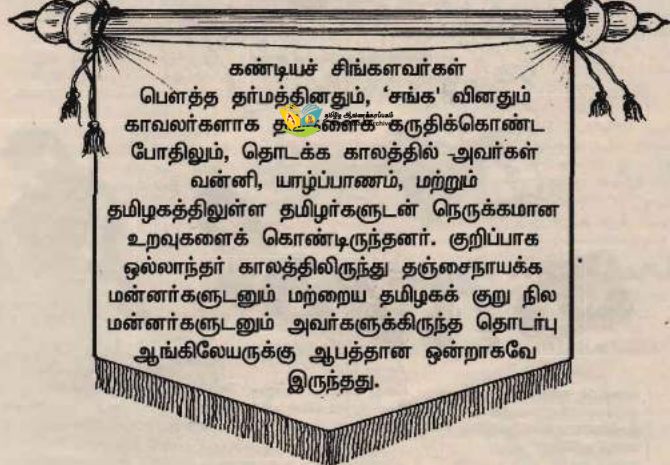 கண்டியச் சிங்களவர்கள்
பௌத்த தர்மத்தினதும், 'சங்க' வினதும்
காவலர்களாக கருதிக்கொண்ட
போதிலும், தொடக்க காலத்தில் அவர்கள்
வன்னி, யாழ்ப்பாணம், மற்றும்
தமிழகத்திலுள்ள தமிழர்களுடன் நெருக்கமான
உறவுகளைக் கொண்டிருந்தனர். குறிப்பாக
ஒல்லாந்தர் காலத்திலிருந்து தஞ்சைநாயக்க
மன்னர்களுடனும் மற்றைய தமிழகக் குறு நில
மன்னர்களுடனும் அவர்களுக்கிருந்த தொடர்பு
ஆங்கிலேயருக்கு ஆபத்தான ஒன்றாகவே
இருந்தது.